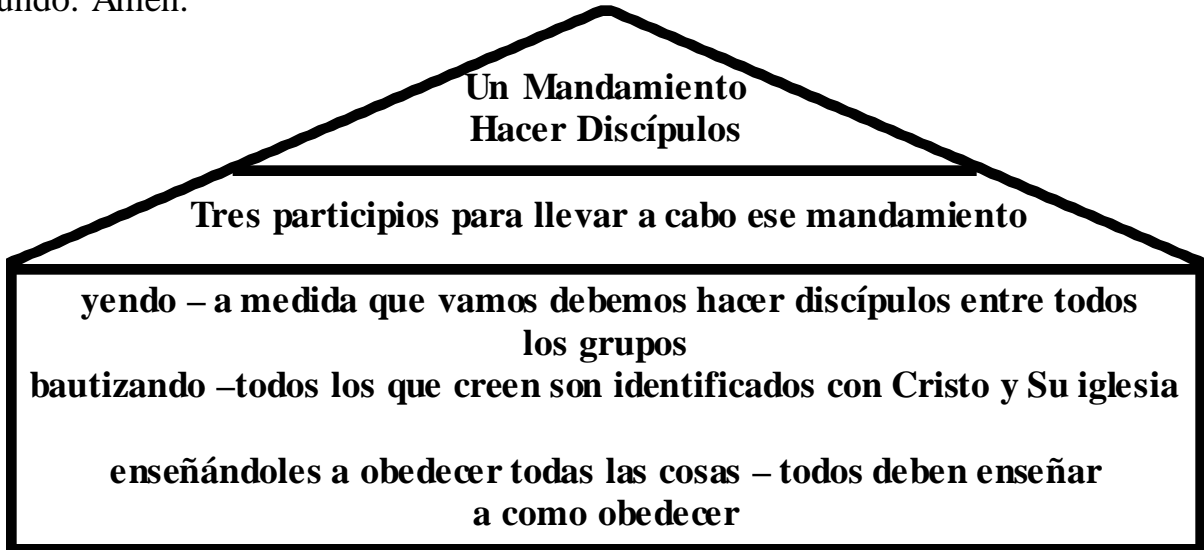 undo. Amén.
Un Mandamiento
Hacer Discípulos
Tres participios para llevar a cabo ese mandamiento
yendo – a medida que vamos debemos hacer discípulos entre todos
los grupos
bautizando –todos los que creen son identificados con Cristo y Su iglesia
enseñándoles a obedecer todas las cosas – todos deben enseñar
a como obedecer